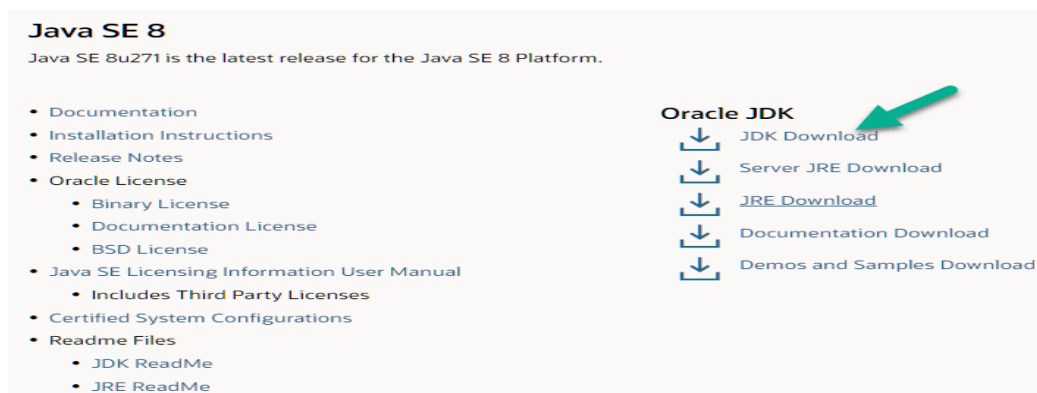 Java SE 8
Java SE 8u271 is the latest release for the Java SE 8 Platform.
• Documentation
• Installation Instructions
• Release Notes
• Oracle License
• Binary License
• Documentation License
• BSD License
• Java SE Licensing Information User Manual
• Includes Third Party Licenses
• Certified System Configurations
• Readme Files
• JDK ReadMe
• JRE ReadMe
Oracle JDK
JDK Download
Server JRE Download
JRE Download
Documentation Download
Demos and Samples Download